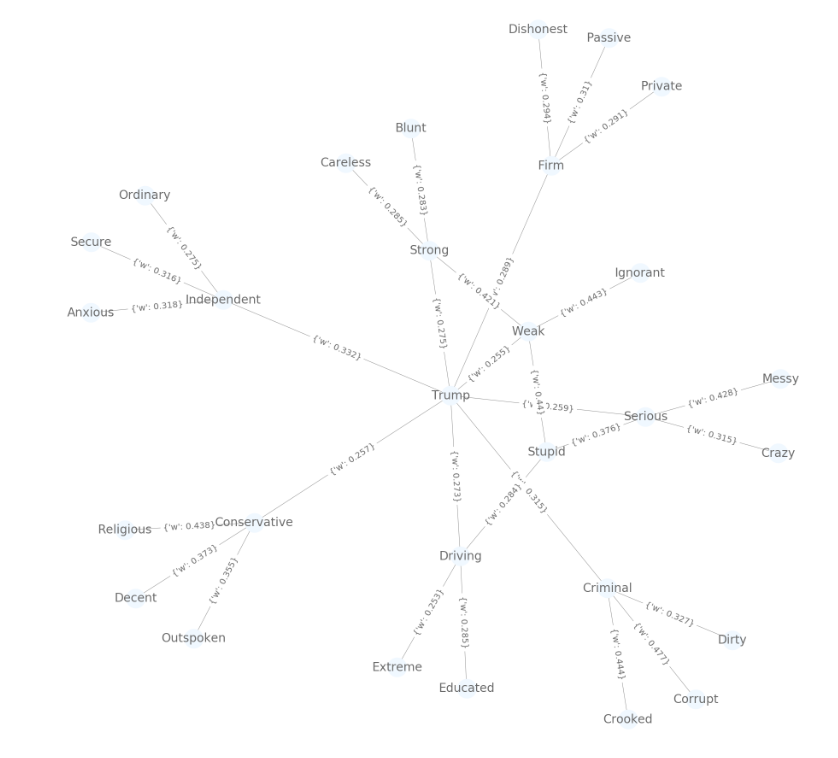 Dishonest
Passive
{'w': 0.294}
{'w': 0.31}
Private
{'w': 0.291}
Blunt
Careless
Firm
{'w': 0.283}
{'w': 0.285}
Ordinary
{'w': 0.275}
Secure
Strong
{'w': 0.316}
{'w': 0.289}
Ignorant
{'w': 0.421}
{'w': 0.443}
Anxious
{'w': 0.318}
Independent
{'w': 0.275}
Weak
{'w': 0.332}
{'w': 0.255}
Messy
{'w': 0.44}
Trump
{'w': 0.259}
{'w': 0.428}
Serious
{'w': 0.376}
{'w': 0.315}
Stupid
Crazy
{'w': 0.257}
{'w': 0.273}
{'w': 0.315}
{'w': 0.284}
Religious
{'w': 0.438}
Conservative
{'w': 0.373}
Driving
{'w': 0.355}
Criminal
Decent
{'w': 0.253}
{'w': 0.285}
{'w': 0.327}
Outspoken
{'w': 0.477}
Dirty
{'w': 0.444}
Extreme
Educated
Corrupt
Crooked